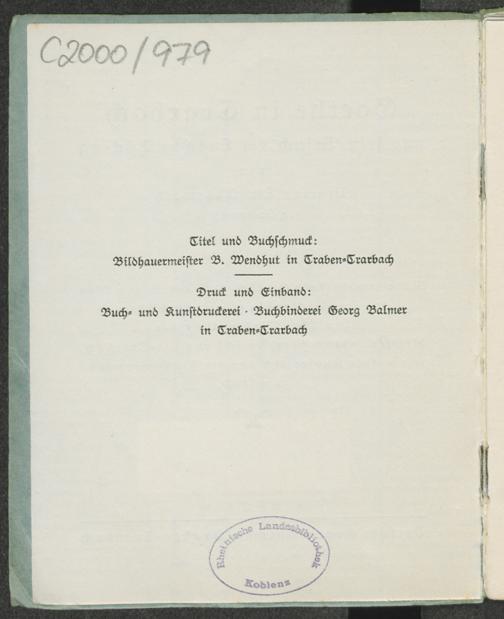 C2000/979
Titel und Buchschmuck:
Bildhauermeister B. Wendhut in Traben-Trarbach
Druck und Einband:
Buch- und Kunstdruckerei · Buchbinderei Georg Balmer
in Traben-Trarbach
Rheinische Landesbibliothek
Koblenz